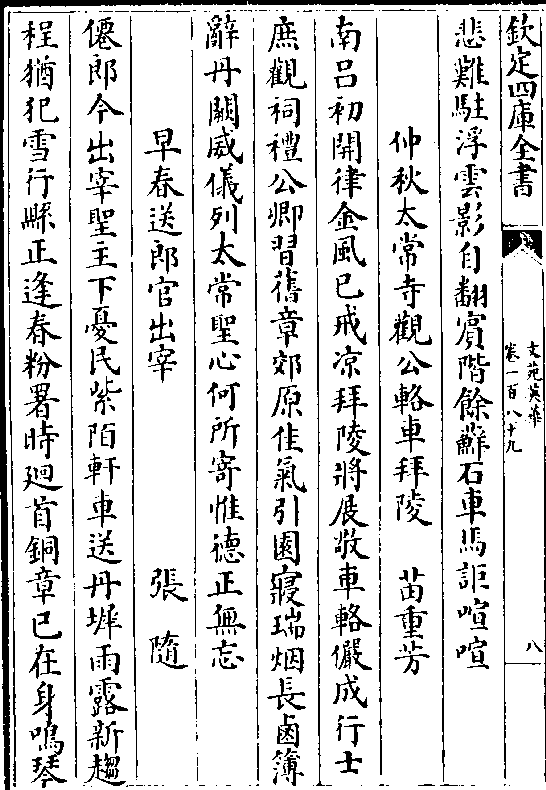 欽定四庫全書
文苑英華
卷一百八十九
八
悲難駐浮雲影自翻賓階餘蘚石車馬詎喧喧
仲秋太常寺觀公輅車拜陵 苗重芳
南呂初開律金風已戒凉拜陵將展敬車輅儼成行士
庶觀祠禮公卿習舊章郊原佳氣引園寢瑞烟長鹵簿
辭丹闕威儀列太常聖心何所寄惟德正無忘
早春送郎官出宰 張隨
僊郎今出宰聖主下憂民紫陌軒車送丹墀雨露新趨
程猶犯雪行縣正逢春粉署時廻首銅章已在身鳴琴